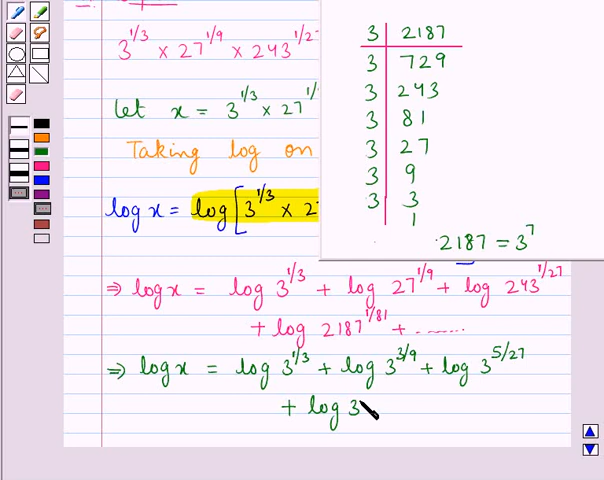 3^{1/3} × 27^{1/9} × 243^{1/27}
let x = 3^{1/3} × 27^{1/
Taking log on
log x = log [3^{1/3} × 2
⇒ log x = log 3^{1/3} + log 27^{1/9} + log 243^{1/27}
+ log 2187^{1/81} + .......
⇒ log x = log 3^{1/3} + log 3^{3/9} + log 3^{5/27}
+ log 3
3 | 2187
3 | 729
3 | 243
3 | 81
3 | 27
3 | 9
3 | 3
1
2187 = 3^7